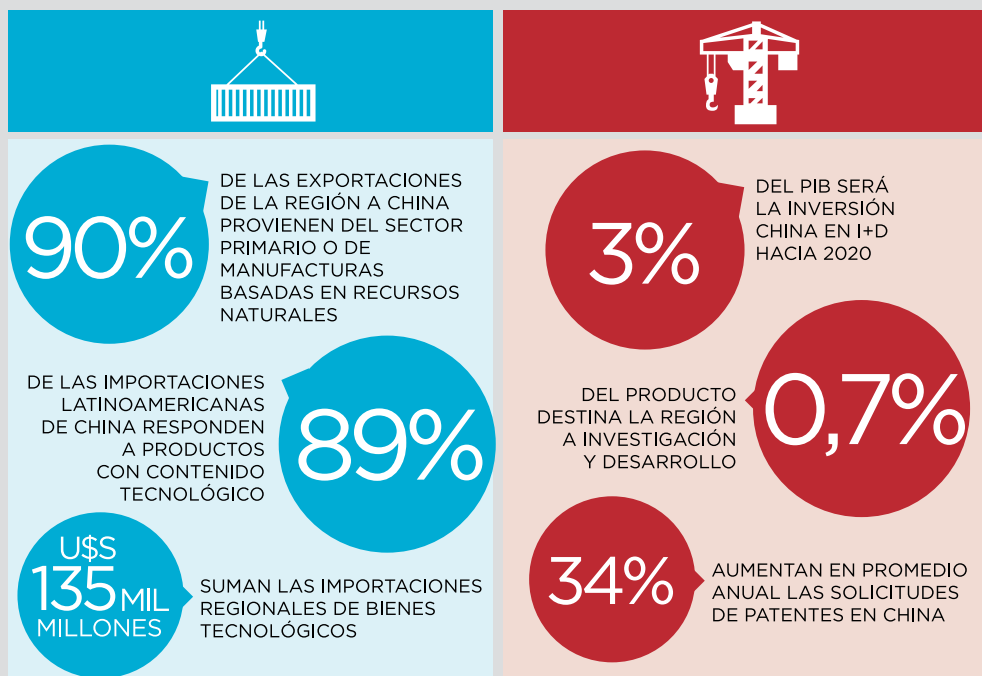 90%
DE LAS EXPORTACIONES
DE LA REGIÓN A CHINA
PROVIENEN DEL SECTOR
PRIMARIO O DE
MANUFACTURAS
BASADAS EN RECURSOS
NATURALES
DE LAS IMPORTACIONES
LATINOAMERICANAS
DE CHINA RESPONDEN
A PRODUCTOS
CON CONTENIDO
TECNOLÓGICO
89%
U$S
135 MIL
MILLONES
SUMAN LAS IMPORTACIONES
REGIONALES DE BIENES
TECNOLÓGICOS
3%
DEL PIB SERÁ
LA INVERSIÓN
CHINA EN I+D
HACIA 2020
DEL PRODUCTO
DESTINA LA REGIÓN
A INVESTIGACIÓN
Y DESARROLLO
0,7%
34%
AUMENTAN EN PROMEDIO
ANUAL LAS SOLICITUDES
DE PATENTES EN CHINA